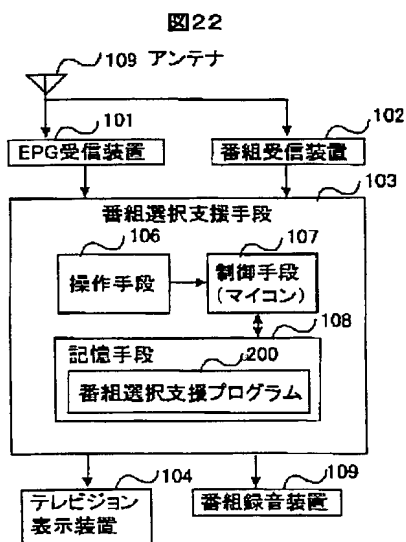 図22
109 アンテナ
101
102
EPG受信装置
番組受信装置
103
番組選択支援手段
106
107
操作手段
制御手段
(マイコン)
108
記憶手段
200
番組選択支援プログラム
104
109
テレビジョン
表示装置
番組録音装置